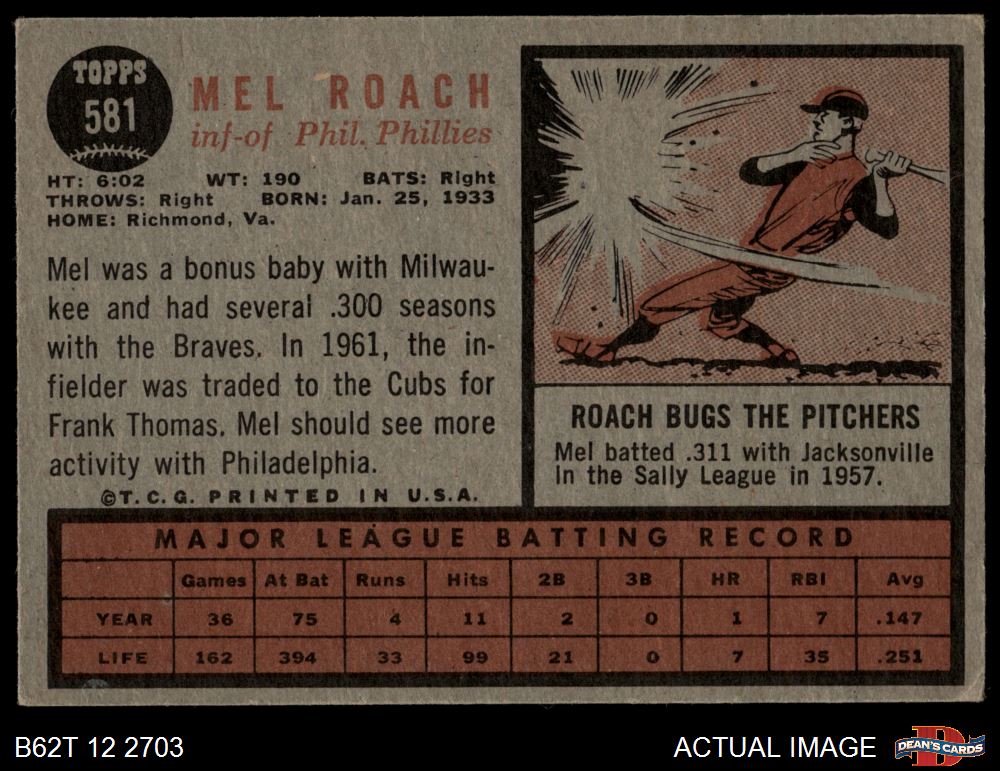 TOPPS
581
MEL ROACH
inf-of Phil. Phillies
HT: 6:02 WT: 190 BATS: Right
THROWS: Right BORN: Jan. 25, 1933
HOME: Richmond, Va.
Mel was a bonus baby with Milwau-
kee and had several .300 seasons
with the Braves. In 1961, the in-
fielder was traded to the Cubs for
Frank Thomas. Mel should see more
activity with Philadelphia.
©T.C.G. PRINTED IN U.S.A.
ROACH BUGS THE PITCHERS
Mel batted .311 with Jacksonville
in the Sally League in 1957.
MAJOR LEAGUE BATTING RECORD
Games At Bat Runs Hits 2B 3B HR RBI Avg
YEAR 36 75 4 11 2 0 1 7 .147
LIFE 162 394 33 99 21 0 7 35 .251
B62T 12 2703
ACTUAL IMAGE
D
DEAN'S CARDS